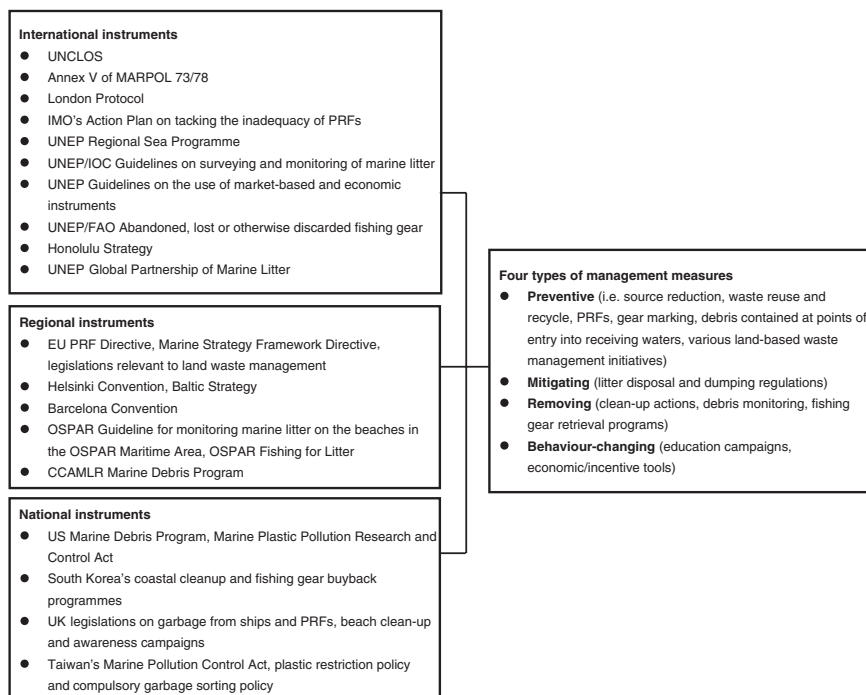 International instruments
● UNCLOS
● Annex V of MARPOL 73/78
● London Protocol
● IMO's Action Plan on tacking the inadequacy of PRFs
● UNEP Regional Sea Programme
● UNEP/IOC Guidelines on surveying and monitoring of marine litter
● UNEP Guidelines on the use of market-based and economic
instruments
● UNEP/FAO Abandoned, lost or otherwise discarded fishing gear
● Honolulu Strategy
● UNEP Global Partnership of Marine Litter
Regional instruments
● EU PRF Directive, Marine Strategy Framework Directive,
legislations relevant to land waste management
● Helsinki Convention, Baltic Strategy
● Barcelona Convention
● OSPAR Guideline for monitoring marine litter on the beaches in
the OSPAR Maritime Area, OSPAR Fishing for Litter
● CCAMLR Marine Debris Program
National instruments
● US Marine Debris Program, Marine Plastic Pollution Research and
Control Act
● South Korea's coastal cleanup and fishing gear buyback
programmes
● UK legislations on garbage from ships and PRFs, beach clean-up
and awareness campaigns
● Taiwan's Marine Pollution Control Act, plastic restriction policy
and compulsory garbage sorting policy
Four types of management measures
● Preventive (i.e. source reduction, waste reuse and
recycle, PRFs, gear marking, debris contained at points of
entry into receiving waters, various land-based waste
management initiatives)
● Mitigating (litter disposal and dumping regulations)
● Removing (clean-up actions, debris monitoring, fishing
gear retrieval programs)
● Behaviour-changing (education campaigns,
economic/incentive tools)